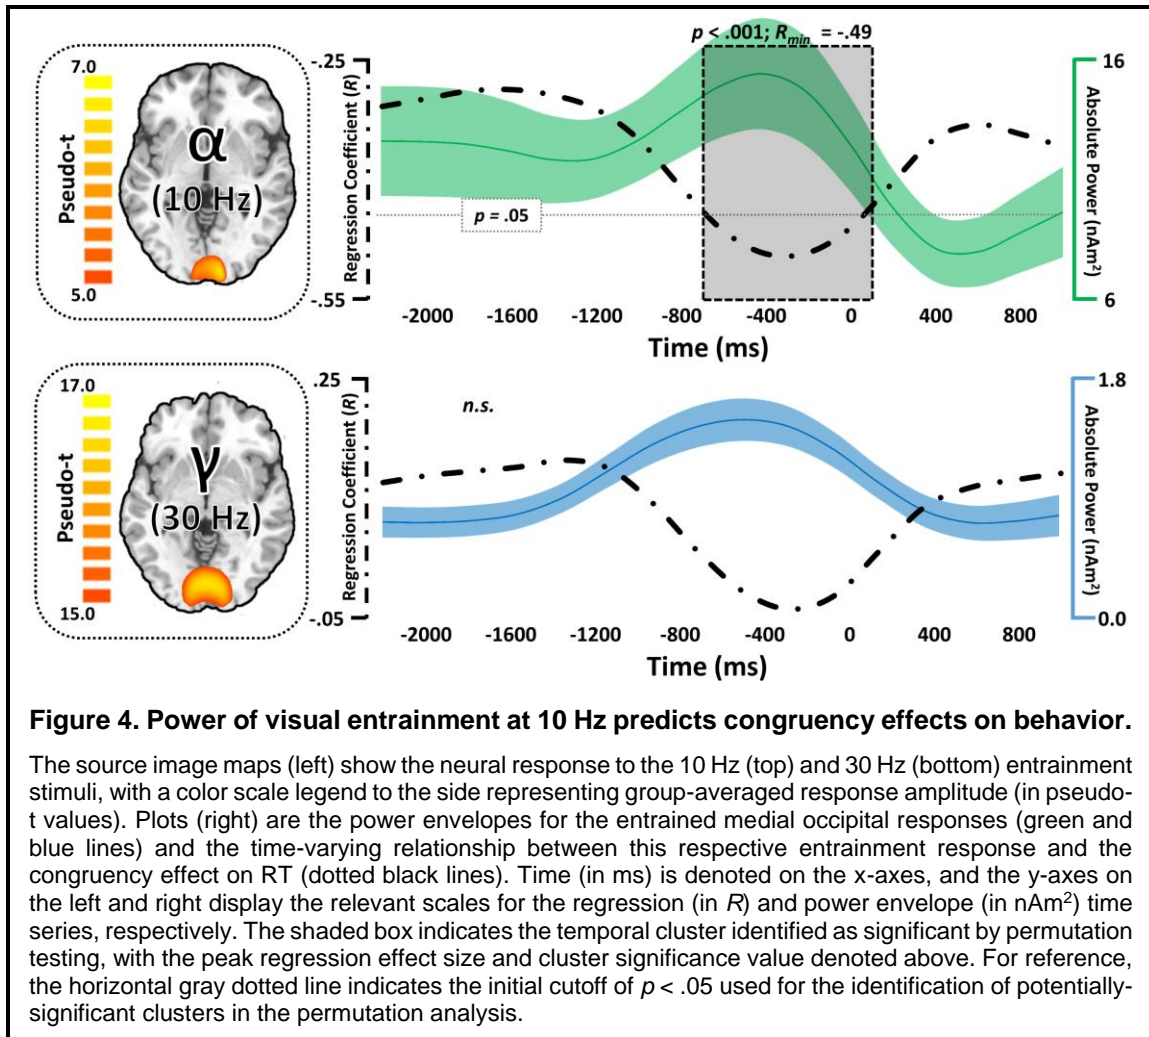 p < .001; Rmin = -.49
7.0
Pseudo-t
5.0
α
(10 Hz)
-.25
Regression Coefficient (R)
-.55
p = .05
16
Absolute Power (nAm²)
6
-2000 -1600 -1200 -800 -400 0 400 800
Time (ms)
17.0
Pseudo-t
15.0
γ
(30 Hz)
.25
Regression Coefficient (R)
-.05
n.s.
1.8
Absolute Power (nAm²)
0.0
-2000 -1600 -1200 -800 -400 0 400 800
Time (ms)
Figure 4. Power of visual entrainment at 10 Hz predicts congruency effects on behavior.
The source image maps (left) show the neural response to the 10 Hz (top) and 30 Hz (bottom) entrainment
stimuli, with a color scale legend to the side representing group-averaged response amplitude (in pseudo-
t values). Plots (right) are the power envelopes for the entrained medial occipital responses (green and
blue lines) and the time-varying relationship between this respective entrainment response and the
congruency effect on RT (dotted black lines). Time (in ms) is denoted on the x-axes, and the y-axes on
the left and right display the relevant scales for the regression (in R) and power envelope (in nAm²) time
series, respectively. The shaded box indicates the temporal cluster identified as significant by permutation
testing, with the peak regression effect size and cluster significance value denoted above. For reference,
the horizontal gray dotted line indicates the initial cutoff of p < .05 used for the identification of potentially-
significant clusters in the permutation analysis.